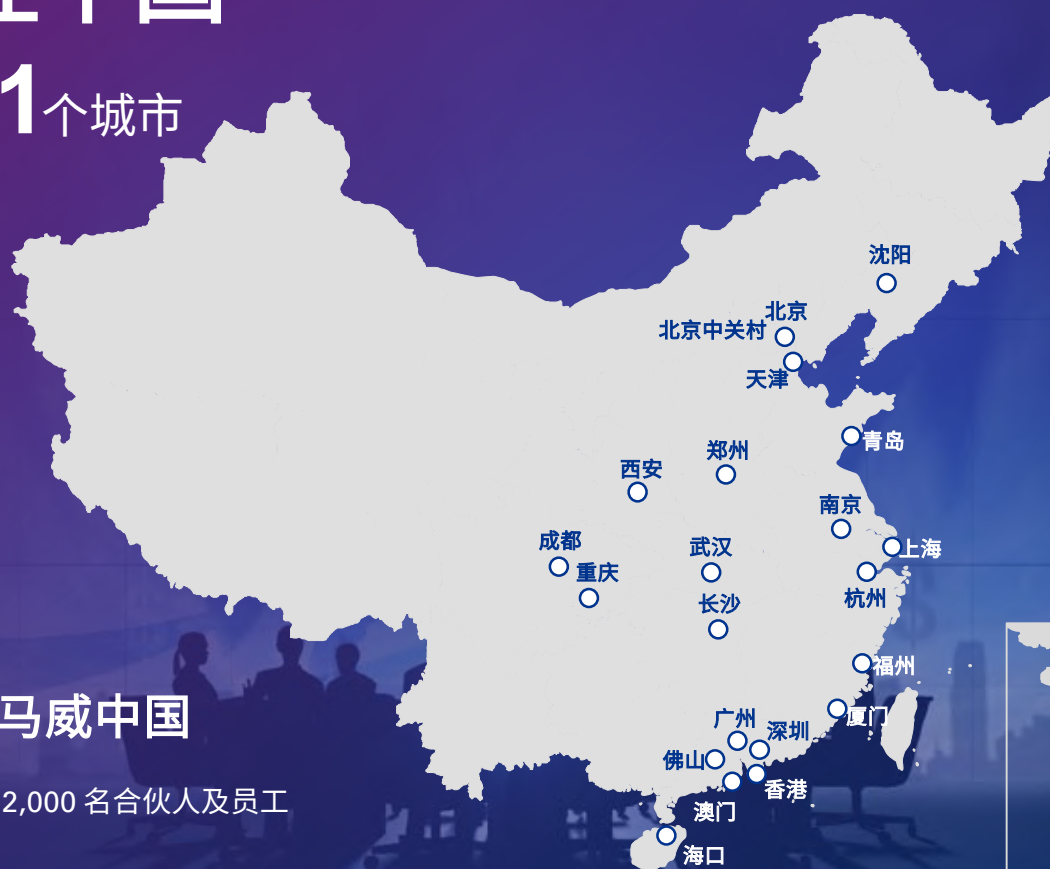 中国
1个城市
沈阳
北京
北京中关村
天津
青岛
郑州
西安
南京
成都
武汉
上海
重庆
杭州
长沙
福州
马威中国
厦门
广州
深圳
佛山
香港
2,000 名合伙人及员工
澳门
海口